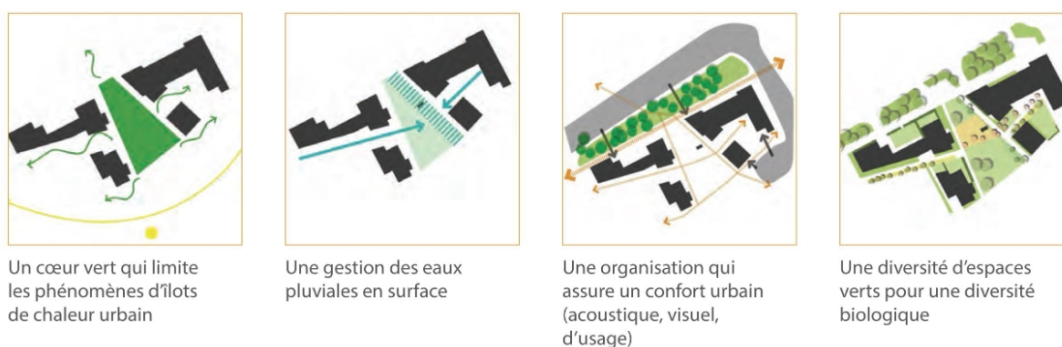 Un cœur vert qui limite
les phénomènes d'îlots
de chaleur urbain
Une gestion des eaux
pluviales en surface
Une organisation qui
assure un confort urbain
(acoustique, visuel,
d'usage)
Une diversité d'espaces
verts pour une diversité
biologique